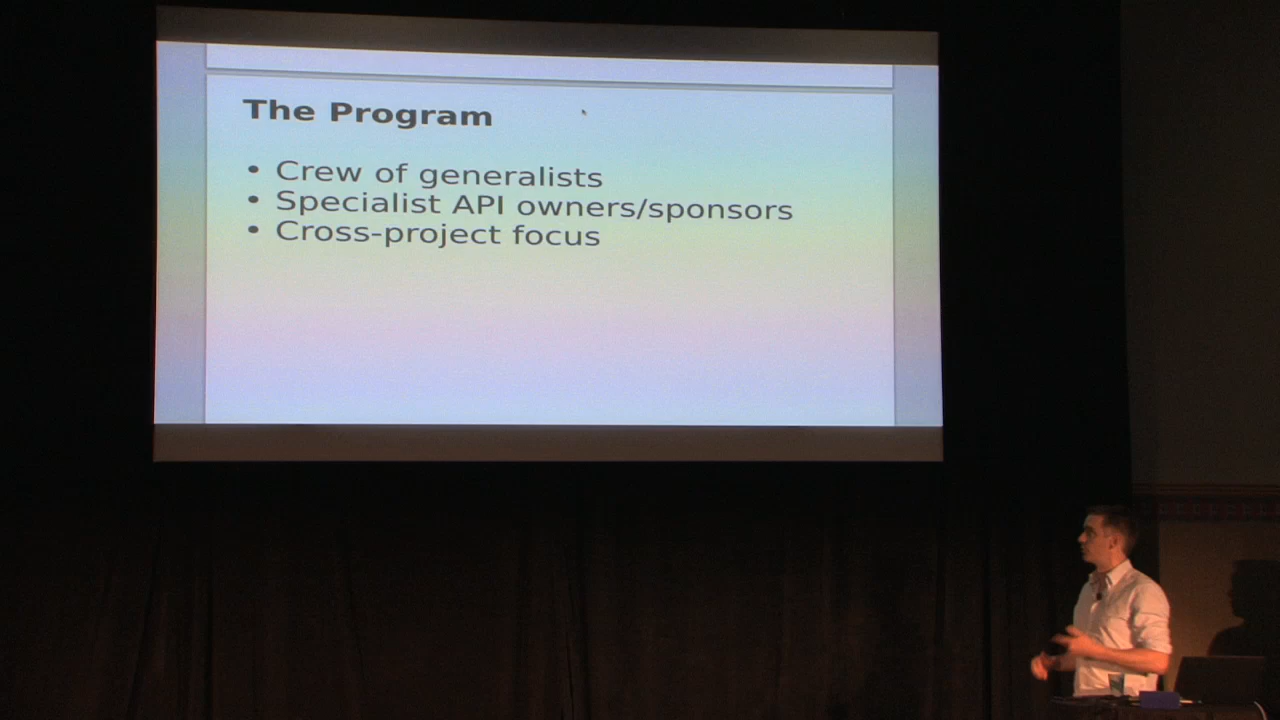 The Program
• Crew of generalists
• Specialist API owners/sponsors
• Cross-project focus